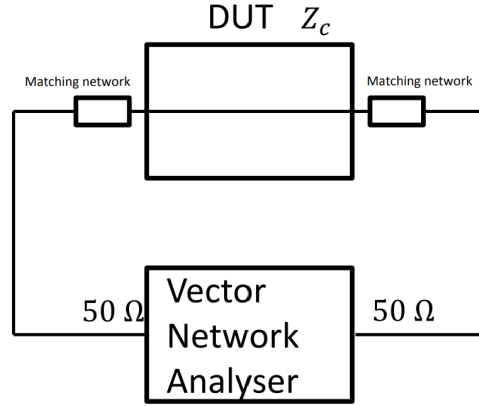 DUT Z_c
Matching network
Matching network
50 Ω
Vector
Network
Analyser
50 Ω